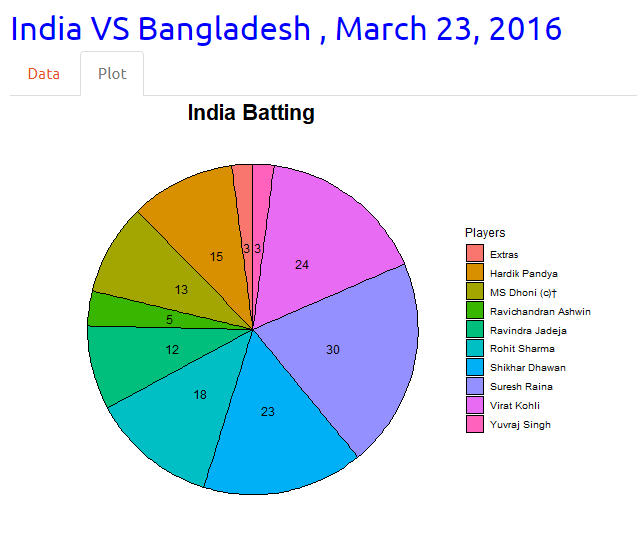 India VS Bangladesh , March 23, 2016
Data
Plot
India Batting
3
3
15
24
13
5
12
30
18
23
Players
Extras
Hardik Pandya
MS Dhoni (c)†
Ravichandran Ashwin
Ravindra Jadeja
Rohit Sharma
Shikhar Dhawan
Suresh Raina
Virat Kohli
Yuvraj Singh